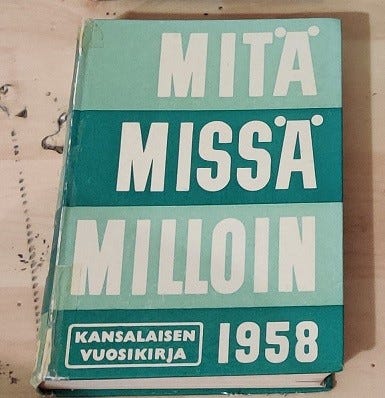 MITÄ
MISSÄ
MILLOIN
KANSALAISEN
VUOSIKIRJA
1958